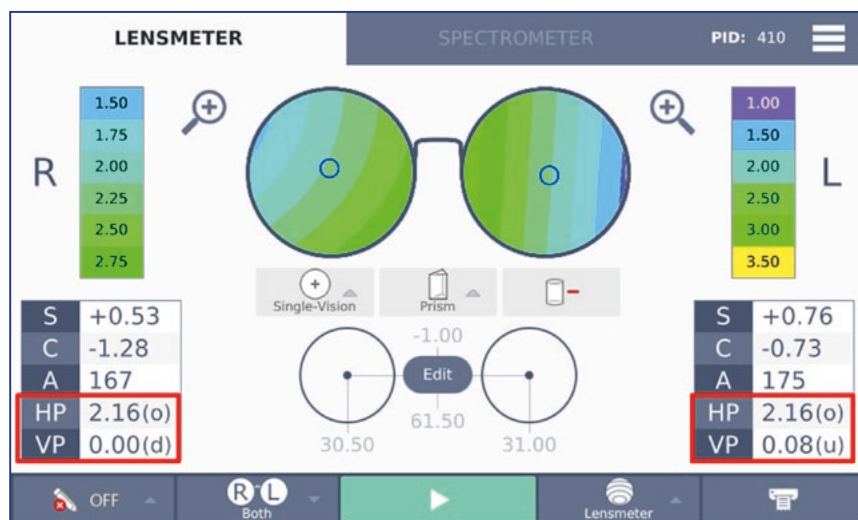 LENSMETER
SPECTROMETER
PID: 410
R
1.50
1.75
2.00
2.25
2.50
2.75
1.00
1.50
2.00
2.50
3.00
3.50
L
Single-Vision
Prism
S +0.53
C -1.28
A 167
HP 2.16(o)
VP 0.00(d)
-1.00
Edit
61.50
30.50
31.00
S +0.76
C -0.73
A 175
HP 2.16(o)
VP 0.08(u)
OFF
R-L
Both
Lensmeter